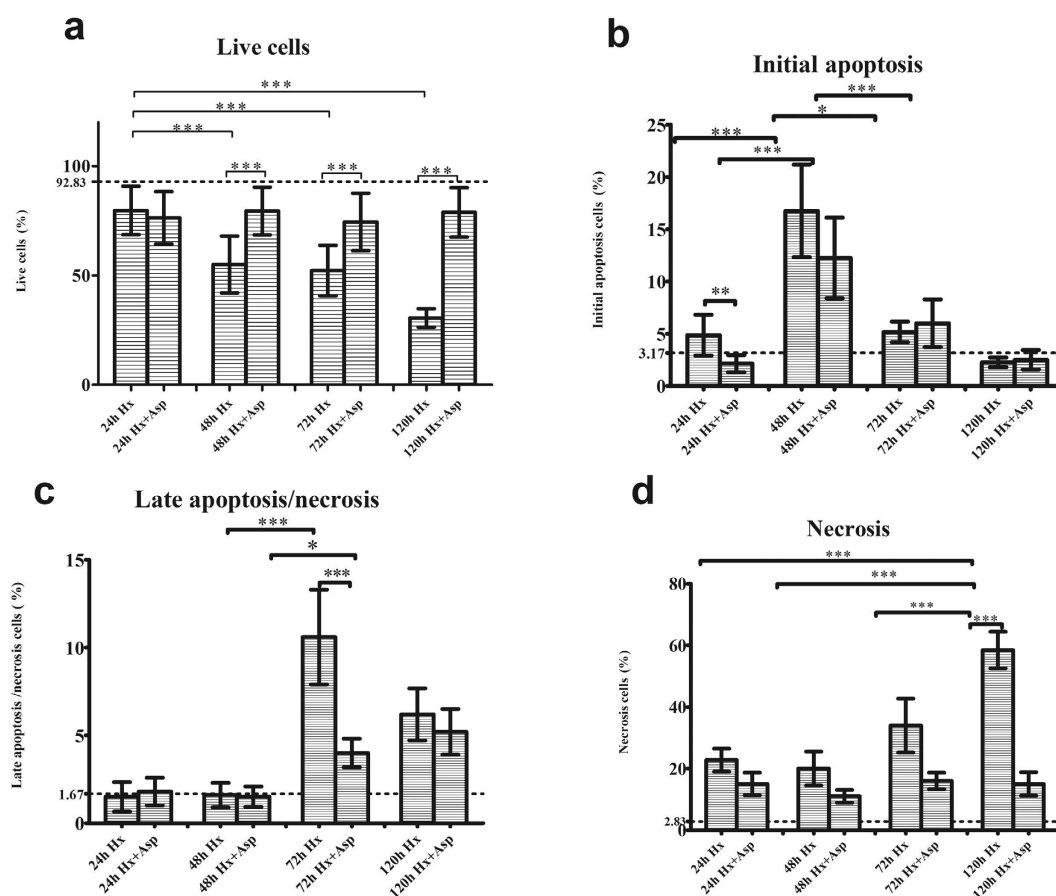 a
Live cells
***
***
***
***
***
***
100
92.83
50
0
Live cells (%)
24h Hx
24h Hx+Asp
48h Hx
48h Hx+Asp
72h Hx
72h Hx+Asp
120h Hx
120h Hx+Asp
b
Initial apoptosis
***
*
***
***
**
25
20
15
10
5
3.17
0
Initial apoptosis cells (%)
24h Hx
24h Hx+Asp
48h Hx
48h Hx+Asp
72h Hx
72h Hx+Asp
120h Hx
120h Hx+Asp
c
Late apoptosis/necrosis
***
*
***
15
10
5
1.67
0
Late apoptosis /necrosis cells ( %)
24h Hx
24h Hx+Asp
48h Hx
48h Hx+Asp
72h Hx
72h Hx+Asp
120h Hx
120h Hx+Asp
d
Necrosis
***
***
***
***
80
60
40
20
2.83
0
Necrosis cells (%)
24h Hx
24h Hx+Asp
48h Hx
48h Hx+Asp
72h Hx
72h Hx+Asp
120h Hx
120h Hx+Asp